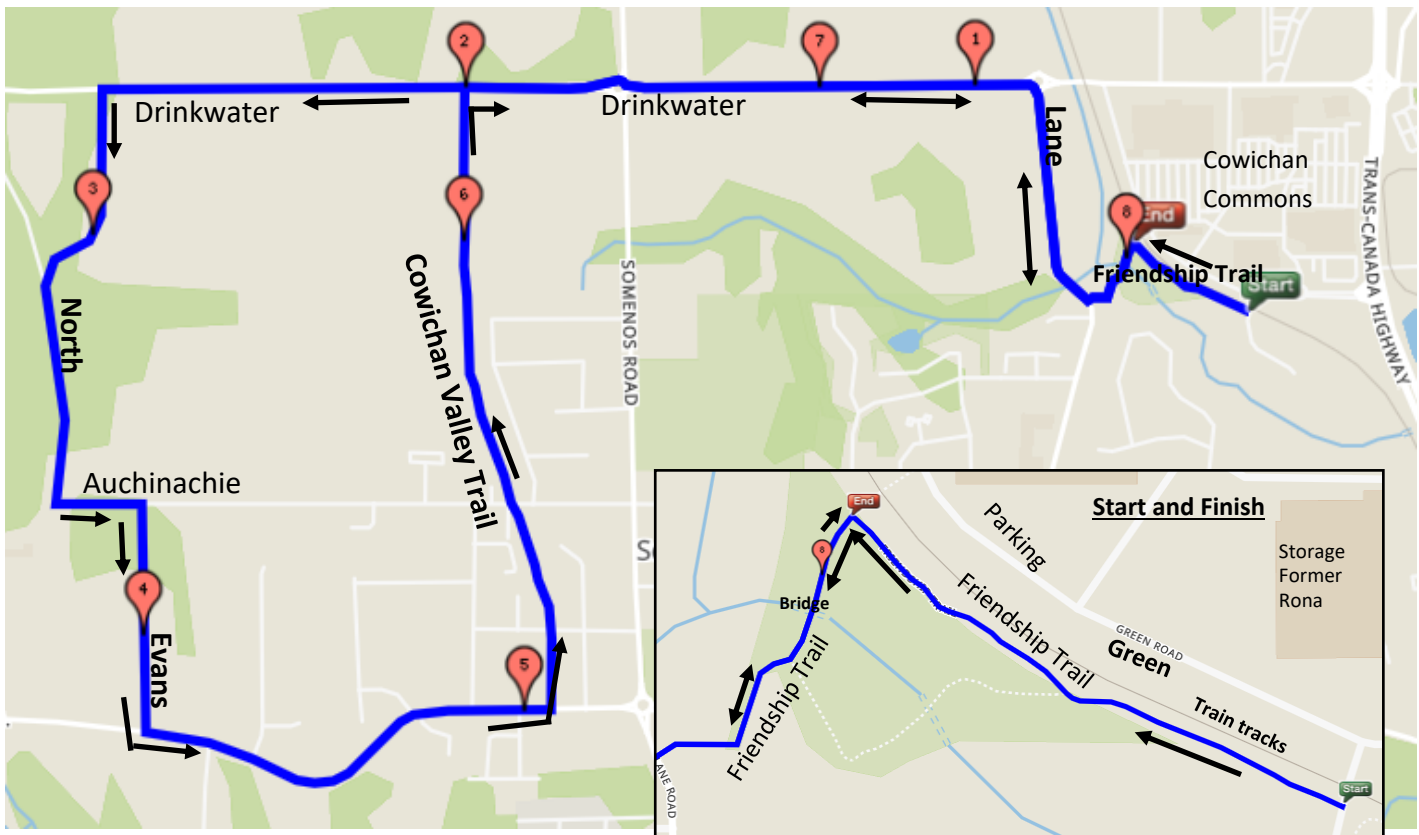 2
7
1
Drinkwater
Drinkwater
Lane
Cowichan
Commons
TRANS-CANADA HIGHWAY
3
6
8
End
Friendship Trail
Start
North
Cowichan Valley Trail
SOMENOS ROAD
Auchinachie
4
Evans
5
So
Start and Finish
End
Parking
Storage
Former
Rona
8
Bridge
Friendship Trail
GREEN ROAD
Green
Friendship Trail
Train tracks
ANE ROAD
Start